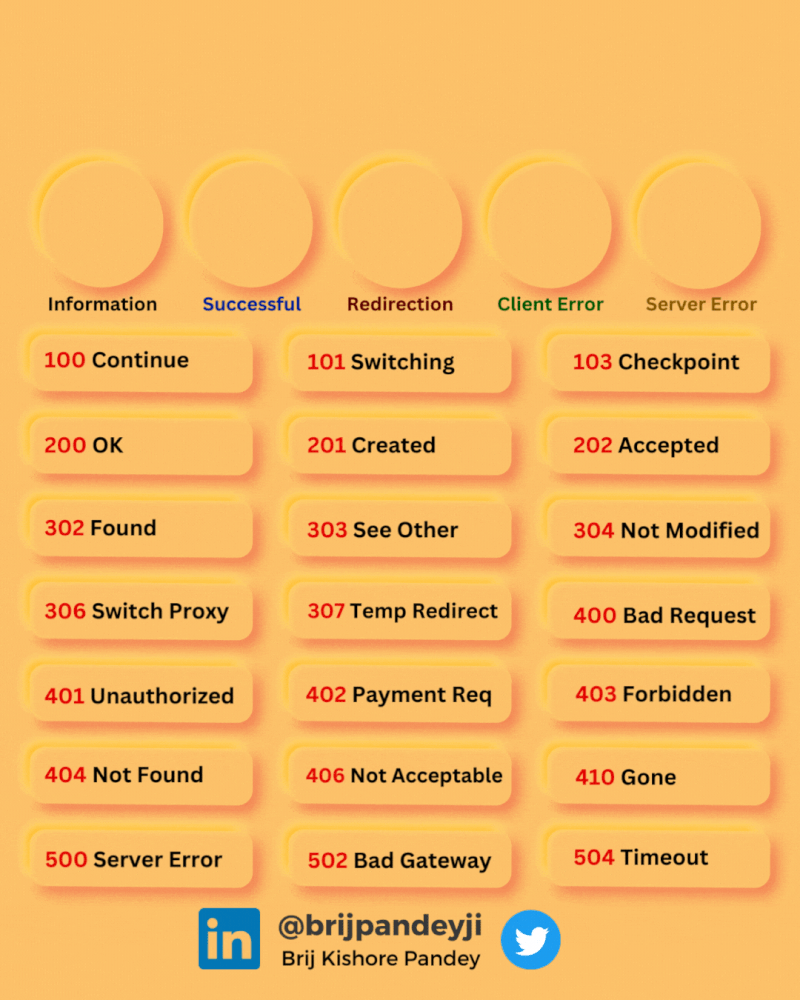 Information Successful Redirection Client Error Server Error
100 Continue 101 Switching 103 Checkpoint
200 OK 201 Created 202 Accepted
302 Found 303 See Other 304 Not Modified
306 Switch Proxy 307 Temp Redirect 400 Bad Request
401 Unauthorized 402 Payment Req 403 Forbidden
404 Not Found 406 Not Acceptable 410 Gone
500 Server Error 502 Bad Gateway 504 Timeout
in @brijpandeyji
Brij Kishore Pandey